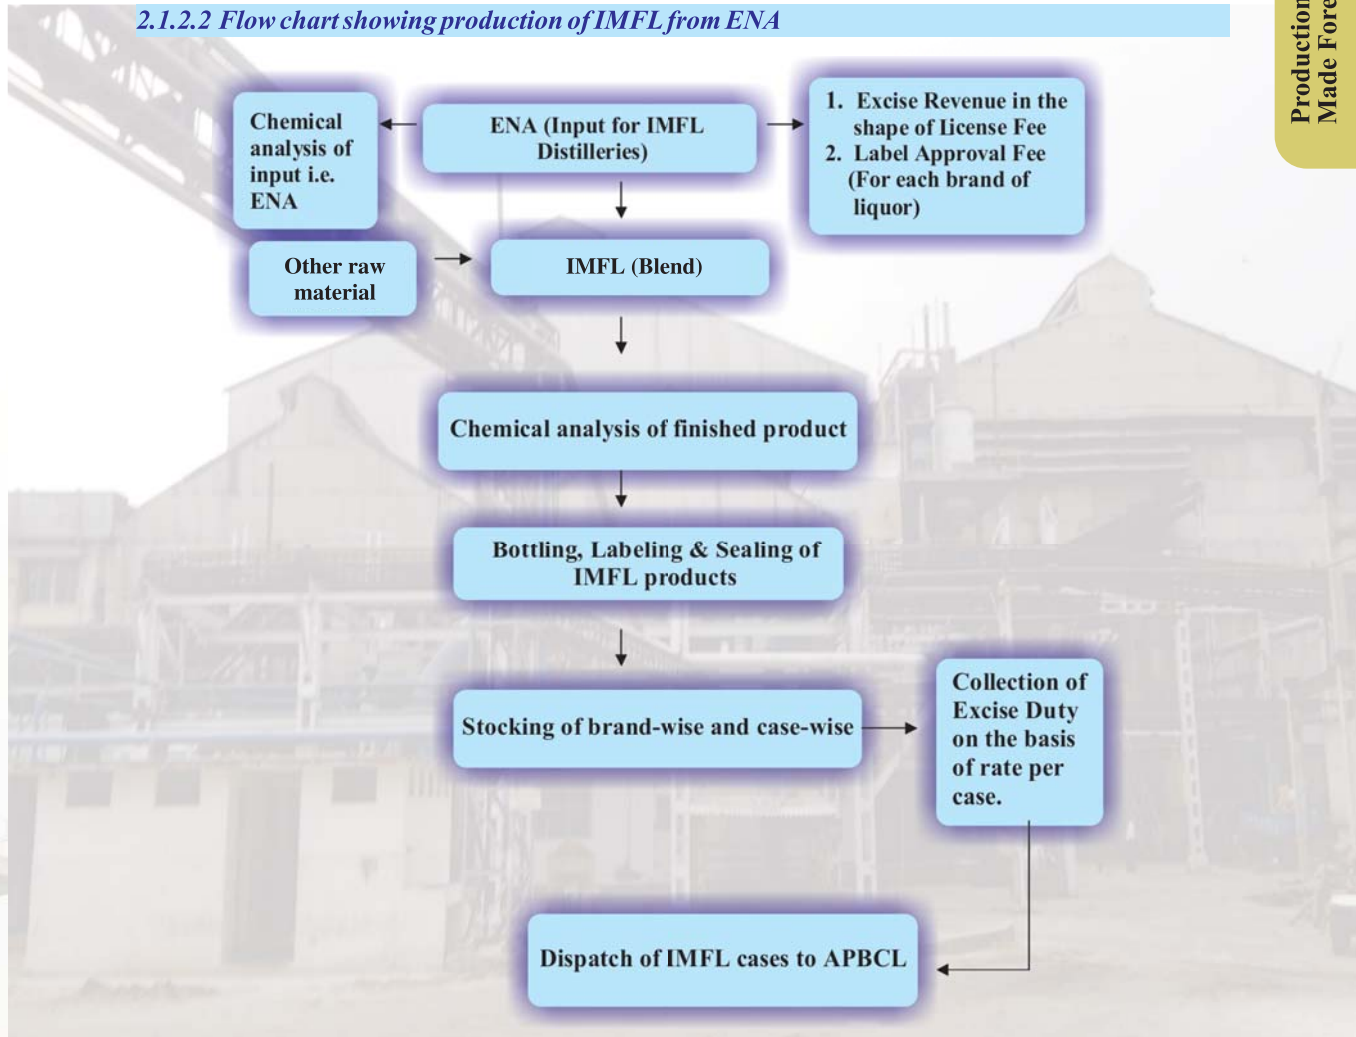 2.1.2.2 Flow chart showing production of IMFL from ENA
Production
Made Fore
Chemical
analysis of
input i.e.
ENA
ENA (Input for IMFL
Distilleries)
1. Excise Revenue in the
shape of License Fee
2. Label Approval Fee
(For each brand of
liquor)
Other raw
material
IMFL (Blend)
Chemical analysis of finished product
Bottling, Labeling & Sealing of
IMFL products
Stocking of brand-wise and case-wise
Collection of
Excise Duty
on the basis
of rate per
case.
Dispatch of IMFL cases to APBCL